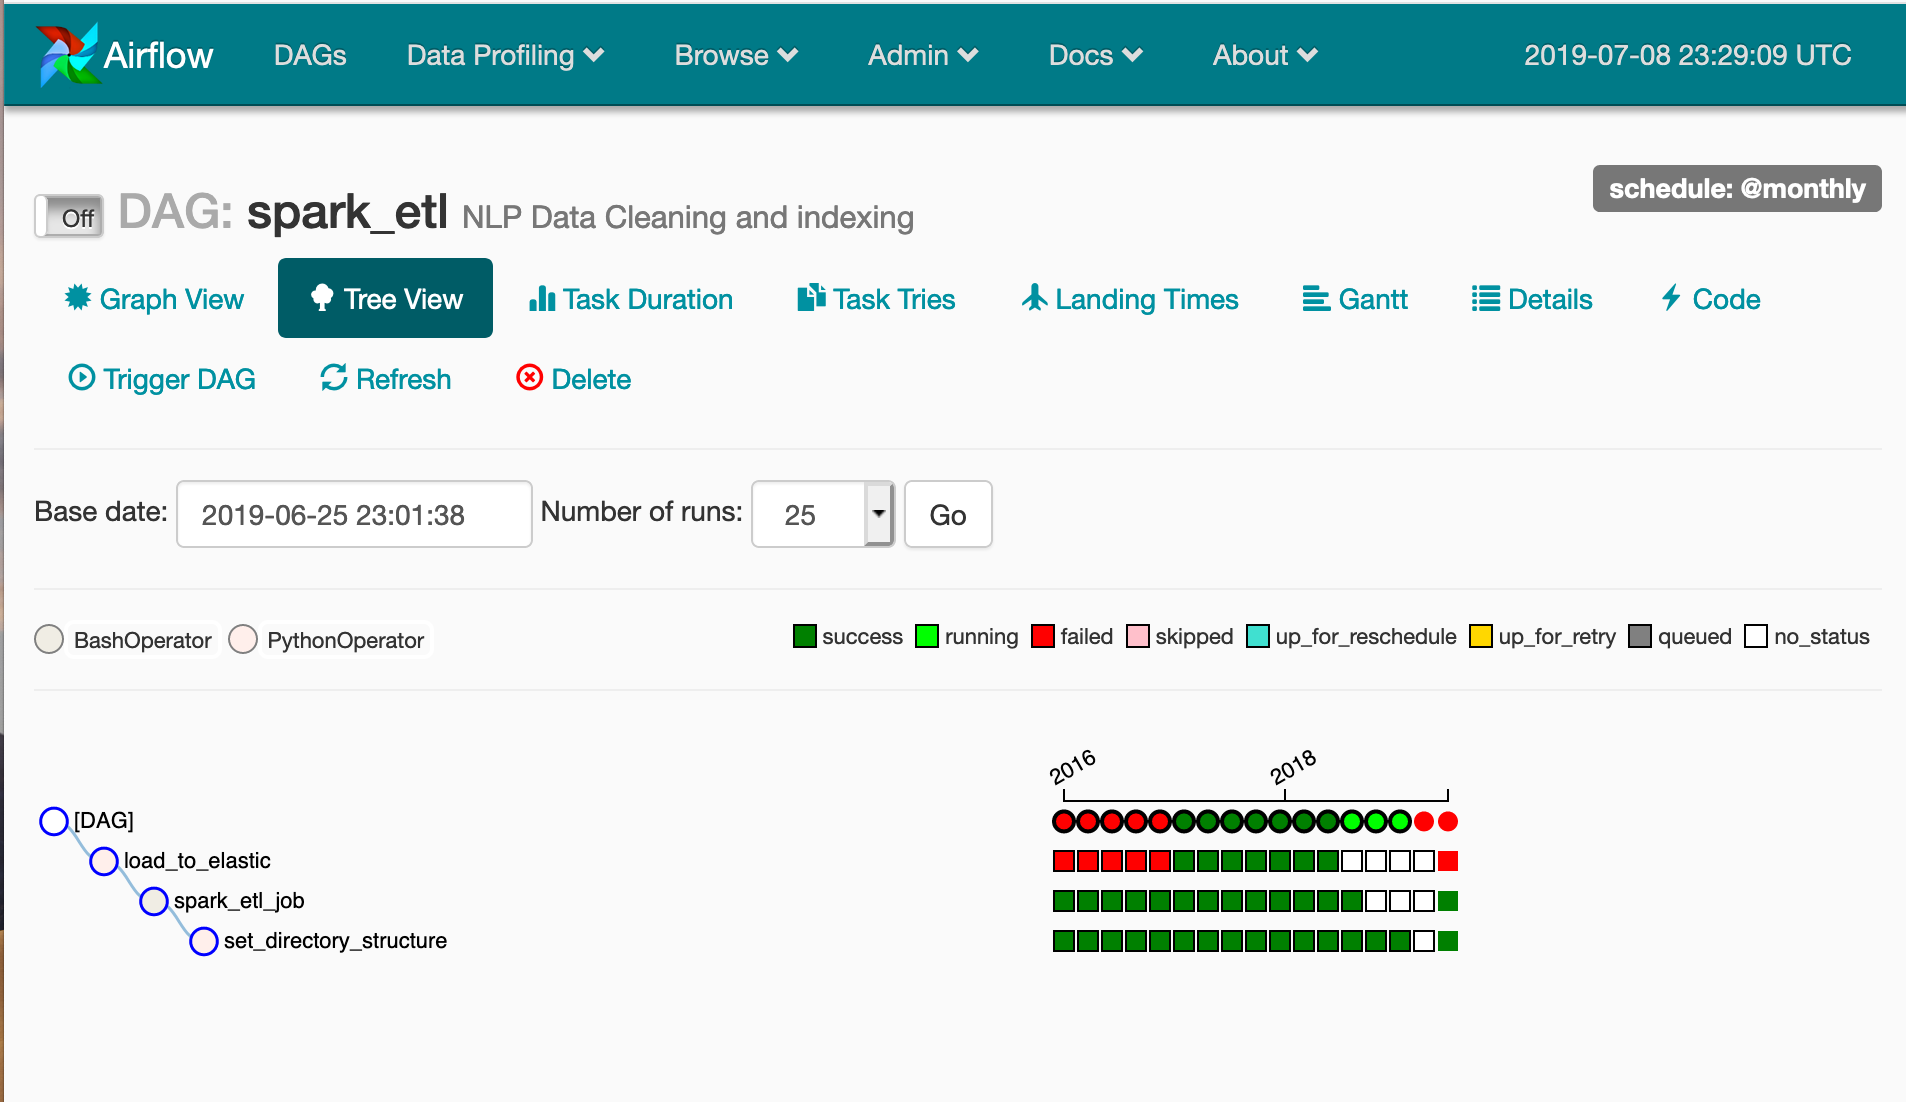 Airflow DAGs Data Profiling Browse Admin Docs About 2019-07-08 23:29:09 UTC
schedule: @monthly
Off DAG: spark_etl NLP Data Cleaning and indexing
Graph View Tree View Task Duration Task Tries Landing Times Gantt Details Code
Trigger DAG Refresh Delete
Base date: 2019-06-25 23:01:38 Number of runs: 25 Go
BashOperator PythonOperator success running failed skipped up_for_reschedule up_for_retry queued no_status
2016 2018
[DAG]
load_to_elastic
spark_etl_job
set_directory_structure